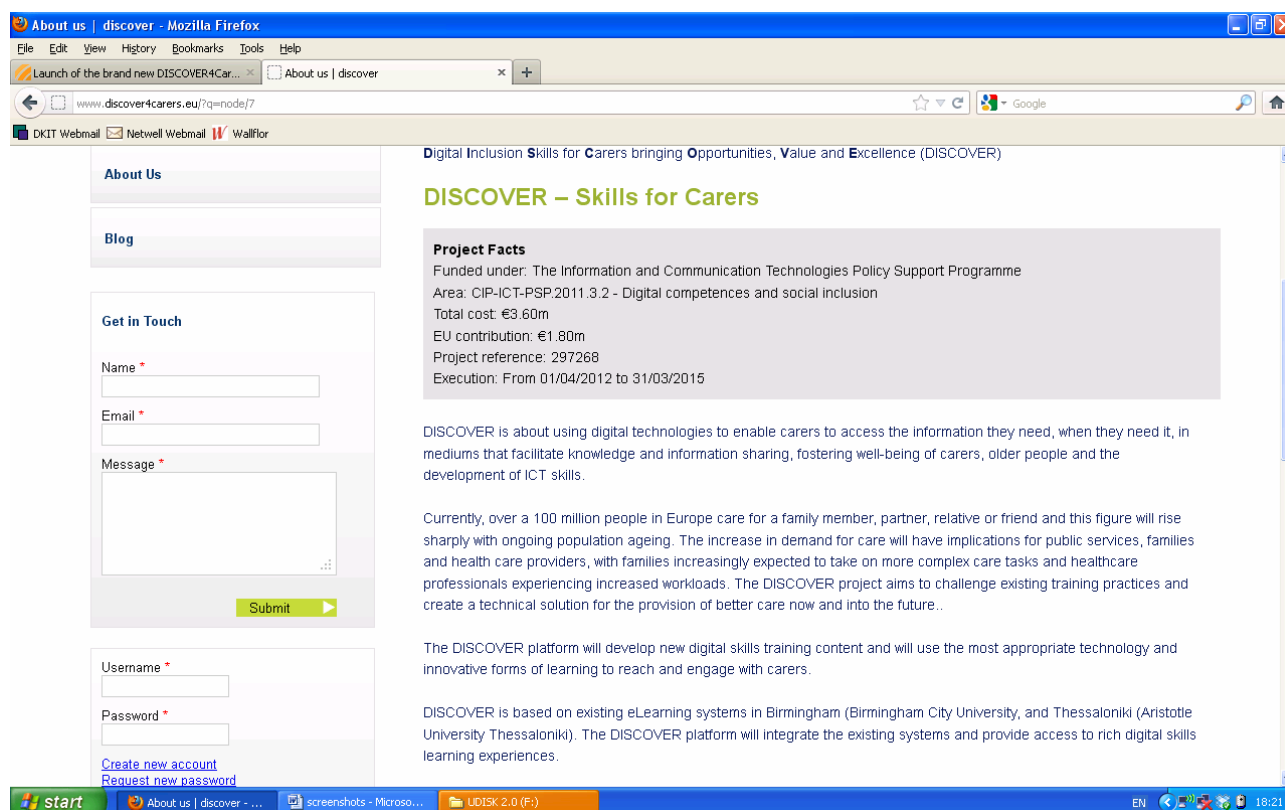 About us | discover - Mozilla Firefox
File Edit View History Bookmarks Tools Help
Launch of the brand new DISCOVER4Car... × About us | discover × +
www.discover4carers.eu/?q=node/7 Google
DKIT Webmail Netwell Webmail Wallflor
About Us
Blog
Get in Touch
Name *
Email *
Message *
Submit
Username *
Password *
Create new account
Request new password
Digital Inclusion Skills for Carers bringing Opportunities, Value and Excellence (DISCOVER)
DISCOVER – Skills for Carers
Project Facts
Funded under: The Information and Communication Technologies Policy Support Programme
Area: CIP-ICT-PSP.2011.3.2 - Digital competences and social inclusion
Total cost: €3.60m
EU contribution: €1.80m
Project reference: 297268
Execution: From 01/04/2012 to 31/03/2015
DISCOVER is about using digital technologies to enable carers to access the information they need, when they need it, in
mediums that facilitate knowledge and information sharing, fostering well-being of carers, older people and the
development of ICT skills.
Currently, over a 100 million people in Europe care for a family member, partner, relative or friend and this figure will rise
sharply with ongoing population ageing. The increase in demand for care will have implications for public services, families
and health care providers, with families increasingly expected to take on more complex care tasks and healthcare
professionals experiencing increased workloads. The DISCOVER project aims to challenge existing training practices and
create a technical solution for the provision of better care now and into the future..
The DISCOVER platform will develop new digital skills training content and will use the most appropriate technology and
innovative forms of learning to reach and engage with carers.
DISCOVER is based on existing eLearning systems in Birmingham (Birmingham City University, and Thessaloniki (Aristotle
University Thessaloniki). The DISCOVER platform will integrate the existing systems and provide access to rich digital skills
learning experiences.
start About us | discover - ... screenshots - Microso... UDISK 2.0 (F:) EN 18:21